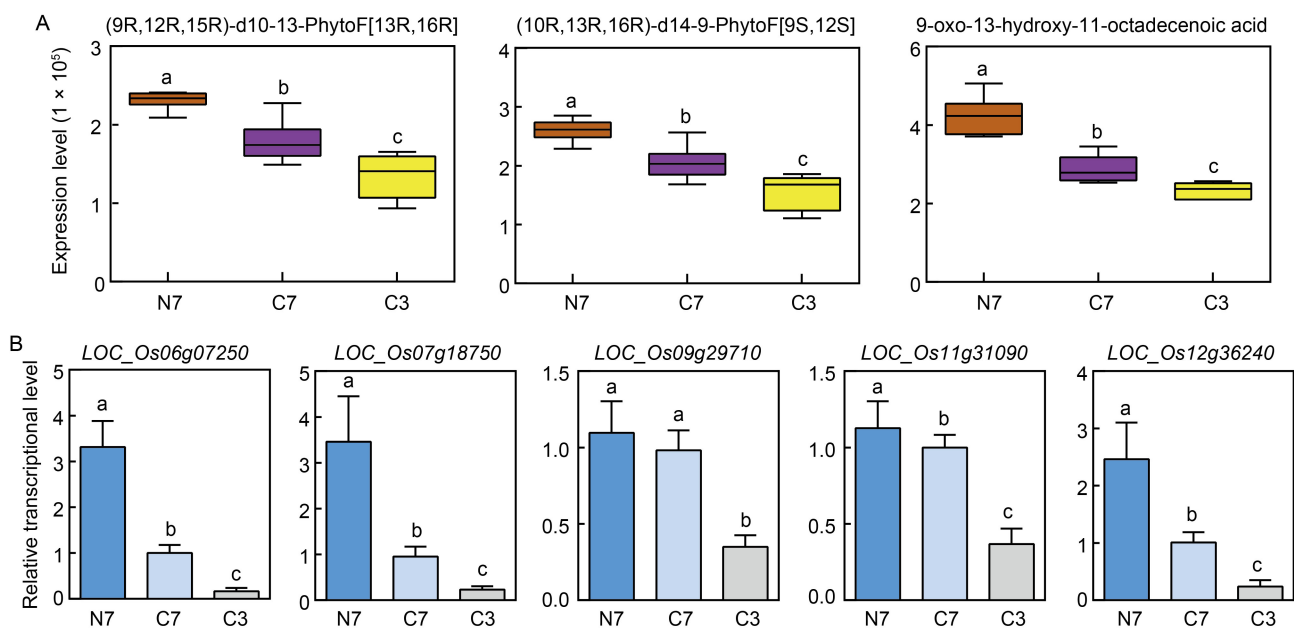 A
(9R,12R,15R)-d10-13-PhytoF[13R,16R]
(10R,13R,16R)-d14-9-PhytoF[9S,12S]
9-oxo-13-hydroxy-11-octadecenoic acid
Expression level (1 × 10⁵)
3
2
1
0
a
b
c
N7
C7
C3
4
3
2
1
0
a
b
c
N7
C7
C3
6
4
2
0
a
b
c
N7
C7
C3
B
LOC_Os06g07250
LOC_Os07g18750
LOC_Os09g29710
LOC_Os11g31090
LOC_Os12g36240
Relative transcriptional level
5
4
3
2
1
0
a
b
c
N7
C7
C3
5
4
3
2
1
0
a
b
c
N7
C7
C3
1.5
1.0
0.5
0.0
a
a
b
N7
C7
C3
1.5
1.0
0.5
0.0
a
b
c
N7
C7
C3
4
3
2
1
0
a
b
c
N7
C7
C3